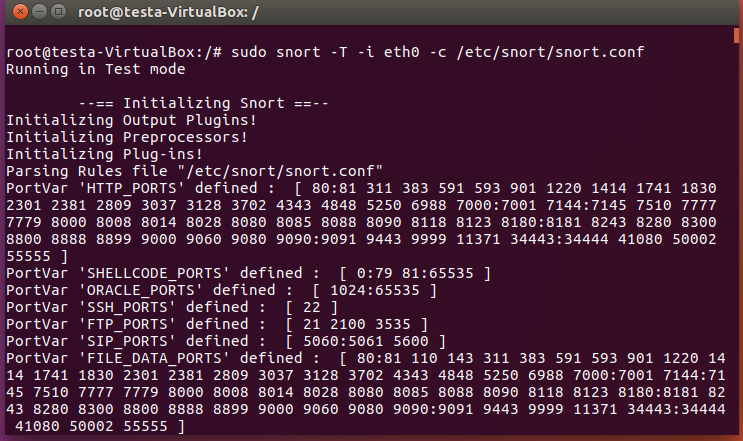 root@testa-VirtualBox: /
root@testa-VirtualBox:/# sudo snort -T -i eth0 -c /etc/snort/snort.conf
Running in Test mode
--== Initializing Snort ==--
Initializing Output Plugins!
Initializing Preprocessors!
Initializing Plug-ins!
Parsing Rules file "/etc/snort/snort.conf"
PortVar 'HTTP_PORTS' defined :  [ 80:81 311 383 591 593 901 1220 1414 1741 1830
2301 2381 2809 3037 3128 3702 4343 4848 5250 6988 7000:7001 7144:7145 7510 7777
7779 8000 8008 8014 8028 8080 8085 8088 8090 8118 8123 8180:8181 8243 8280 8300
8800 8888 8899 9000 9060 9080 9090:9091 9443 9999 11371 34443:34444 41080 50002
55555 ]
PortVar 'SHELLCODE_PORTS' defined :  [ 0:79 81:65535 ]
PortVar 'ORACLE_PORTS' defined :  [ 1024:65535 ]
PortVar 'SSH_PORTS' defined :  [ 22 ]
PortVar 'FTP_PORTS' defined :  [ 21 2100 3535 ]
PortVar 'SIP_PORTS' defined :  [ 5060:5061 5600 ]
PortVar 'FILE_DATA_PORTS' defined :  [ 80:81 110 143 311 383 591 593 901 1220 14
14 1741 1830 2301 2381 2809 3037 3128 3702 4343 4848 5250 6988 7000:7001 7144:71
45 7510 7777 7779 8000 8008 8014 8028 8080 8085 8088 8090 8118 8123 8180:8181 82
43 8280 8300 8800 8888 8899 9000 9060 9080 9090:9091 9443 9999 11371 34443:34444
41080 50002 55555 ]